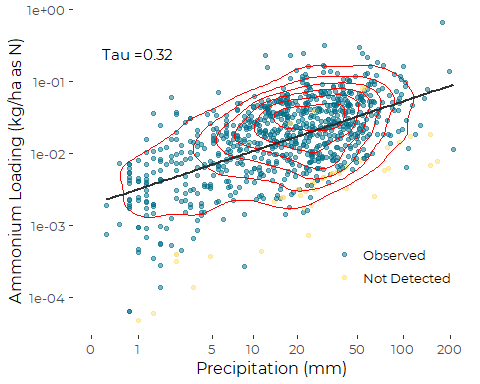 1e+00
Tau =0.32
1e-01
1e-02
1e-03
1e-04
Ammonium Loading (kg/ha as N)
Observed
Not Detected
0 1 5 10 20 50 100 200
Precipitation (mm)